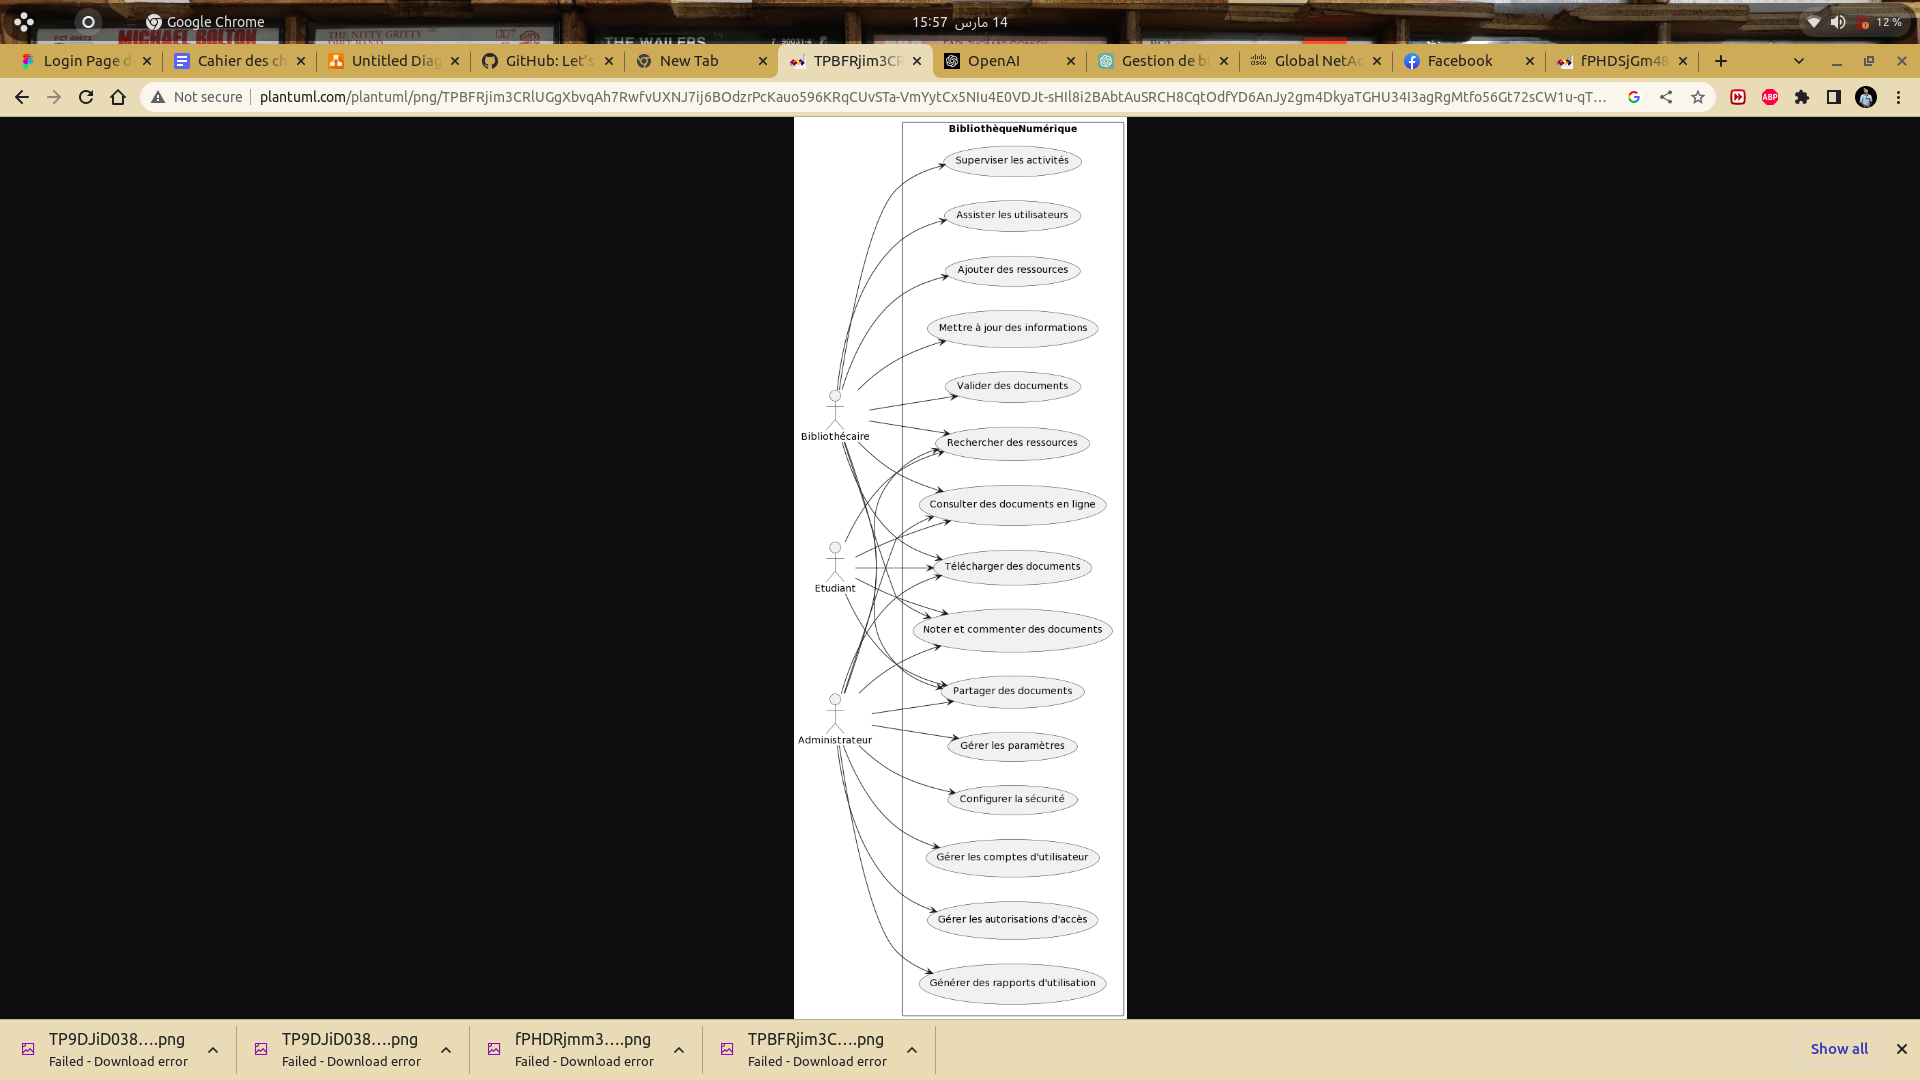 Google Chrome
15:57 14 مارس
12 %
Login Page d
Cahier des ch
Untitled Diag
GitHub: Let's
New Tab
TPBFRjim3CR
OpenAI
Gestion de bi
Global NetAc
Facebook
fPHDSjGm48
Not secure
plantuml.com/plantuml/png/TPBFRjim3CRlUGgXbvqAh7RwfvUXNJ7ij6BOdzrPcKauo596KRqCUvSTa-VmYytCx5NIu4E0VDJt-sHIl8i2BAbtAuSRCH8CqtOdfYD6AnJy2gm4DkyaTGHU34I3agRgMtfo56Gt72sCW1u-qT...
BibliothèqueNumérique
Superviser les activités
Assister les utilisateurs
Ajouter des ressources
Mettre à jour des informations
Valider des documents
Bibliothécaire
Rechercher des ressources
Consulter des documents en ligne
Télécharger des documents
Etudiant
Noter et commenter des documents
Partager des documents
Administrateur
Gérer les paramètres
Configurer la sécurité
Gérer les comptes d'utilisateur
Gérer les autorisations d'accès
Générer des rapports d'utilisation
TP9DJiD038....png
Failed - Download error
TP9DJiD038....png
Failed - Download error
fPHDRjmm3....png
Failed - Download error
TPBFRjim3C....png
Failed - Download error
Show all